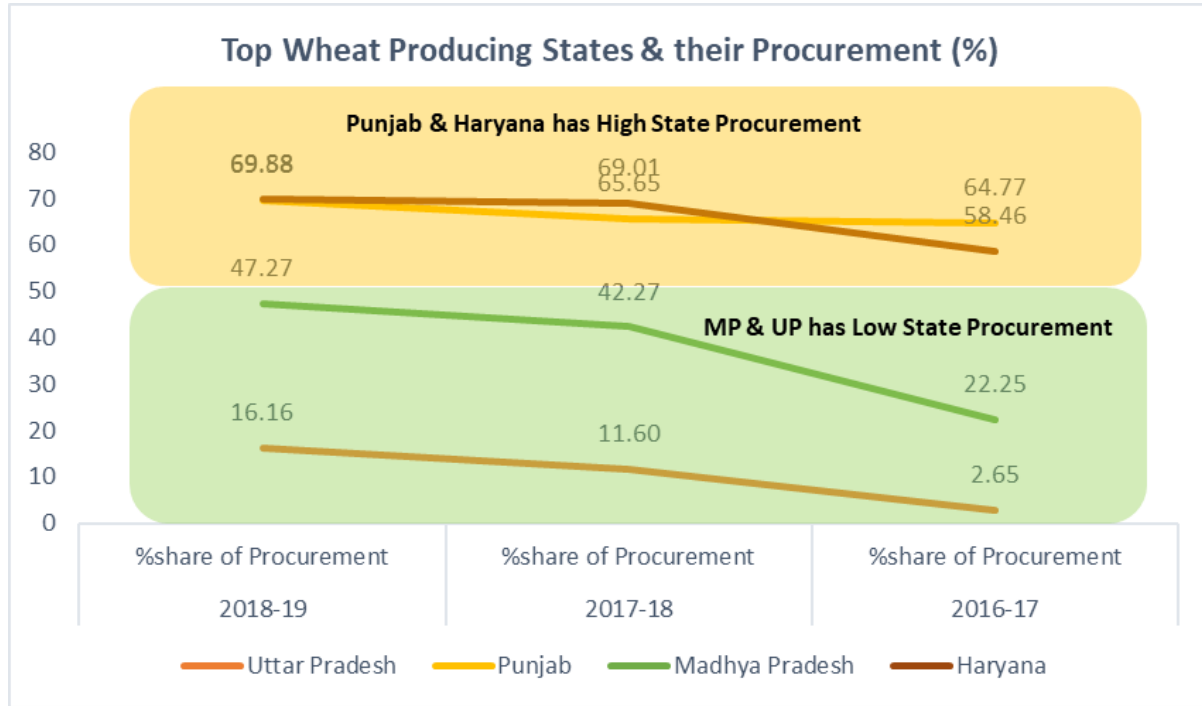 Top Wheat Producing States & their Procurement (%)
Punjab & Haryana has High State Procurement
80
70
60
50
40
30
20
10
0
69.88
69.01
65.65
64.77
58.46
47.27
42.27
MP & UP has Low State Procurement
22.25
16.16
11.60
2.65
%share of Procurement
%share of Procurement
%share of Procurement
2018-19
2017-18
2016-17
Uttar Pradesh
Punjab
Madhya Pradesh
Haryana